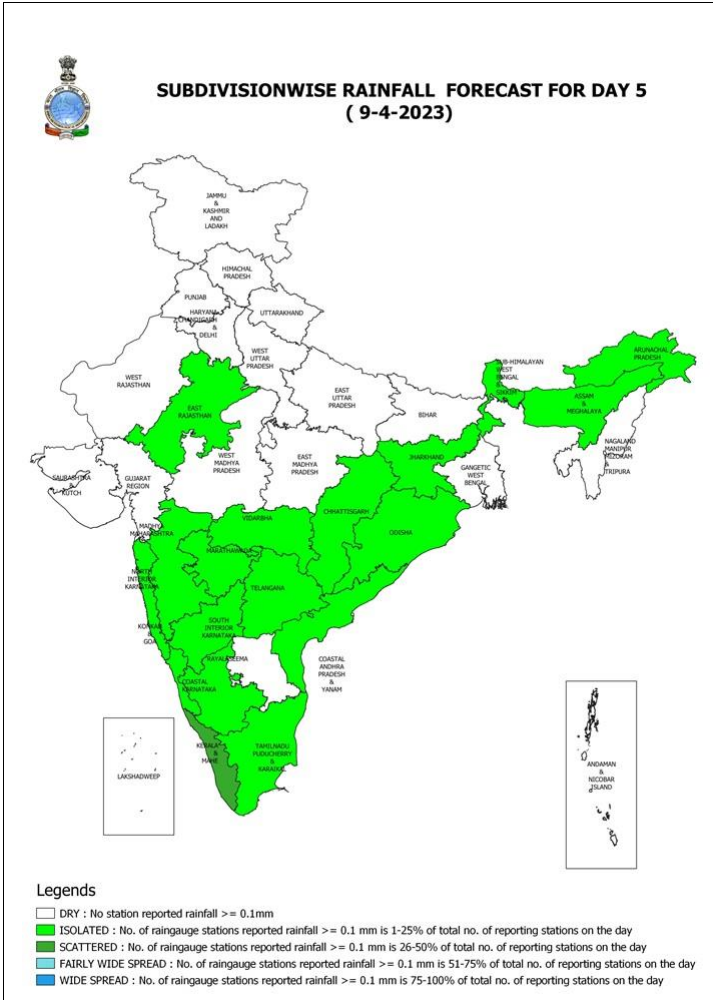 SUBDIVISIONWISE RAINFALL FORECAST FOR DAY 5
( 9-4-2023)
JAMMU
&
KASHMIR
AND
LADAKH
HIMACHAL
PRADESH
PUNJAB
HARYANA
CHANDIGARH
&
DELHI
UTTARAKHAND
WEST
UTTAR
PRADESH
WEST
RAJASTHAN
EAST
RAJASTHAN
EAST
UTTAR
PRADESH
BIHAR
SUB-HIMALAYAN
WEST
BENGAL
&
SIKKIM
ARUNACHAL
PRADESH
ASSAM
&
MEGHALAYA
NAGALAND
MANIPUR
MIZORAM
&
TRIPURA
SAURASHTRA
&
KUTCH
GUJARAT
REGION
WEST
MADHYA
PRADESH
EAST
MADHYA
PRADESH
JHARKHAND
GANGETIC
WEST
BENGAL
MADHYA
MAHARASHTRA
VIDARBHA
CHHATTISGARH
ODISHA
MARATHAWADA
NORTH
INTERIOR
KARNATAKA
TELANGANA
KONKAN
&
GOA
SOUTH
INTERIOR
KARNATAKA
RAYALASEEMA
COASTAL
ANDHRA
PRADESH
&
YANAM
COASTAL
KARNATAKA
KERALA
&
MAHE
TAMILNADU
PUDUCHERRY
&
KARAIKAL
LAKSHADWEEP
ANDAMAN
&
NICOBAR
ISLAND
Legends
DRY : No station reported rainfall >= 0.1mm
ISOLATED : No. of raingauge stations reported rainfall >= 0.1 mm is 1-25% of total no. of reporting stations on the day
SCATTERED : No. of raingauge stations reported rainfall >= 0.1 mm is 26-50% of total no. of reporting stations on the day
FAIRLY WIDE SPREAD : No. of raingauge stations reported rainfall >= 0.1 mm is 51-75% of total no. of reporting stations on the day
WIDE SPREAD : No. of raingauge stations reported rainfall >= 0.1 mm is 75-100% of total no. of reporting stations on the day